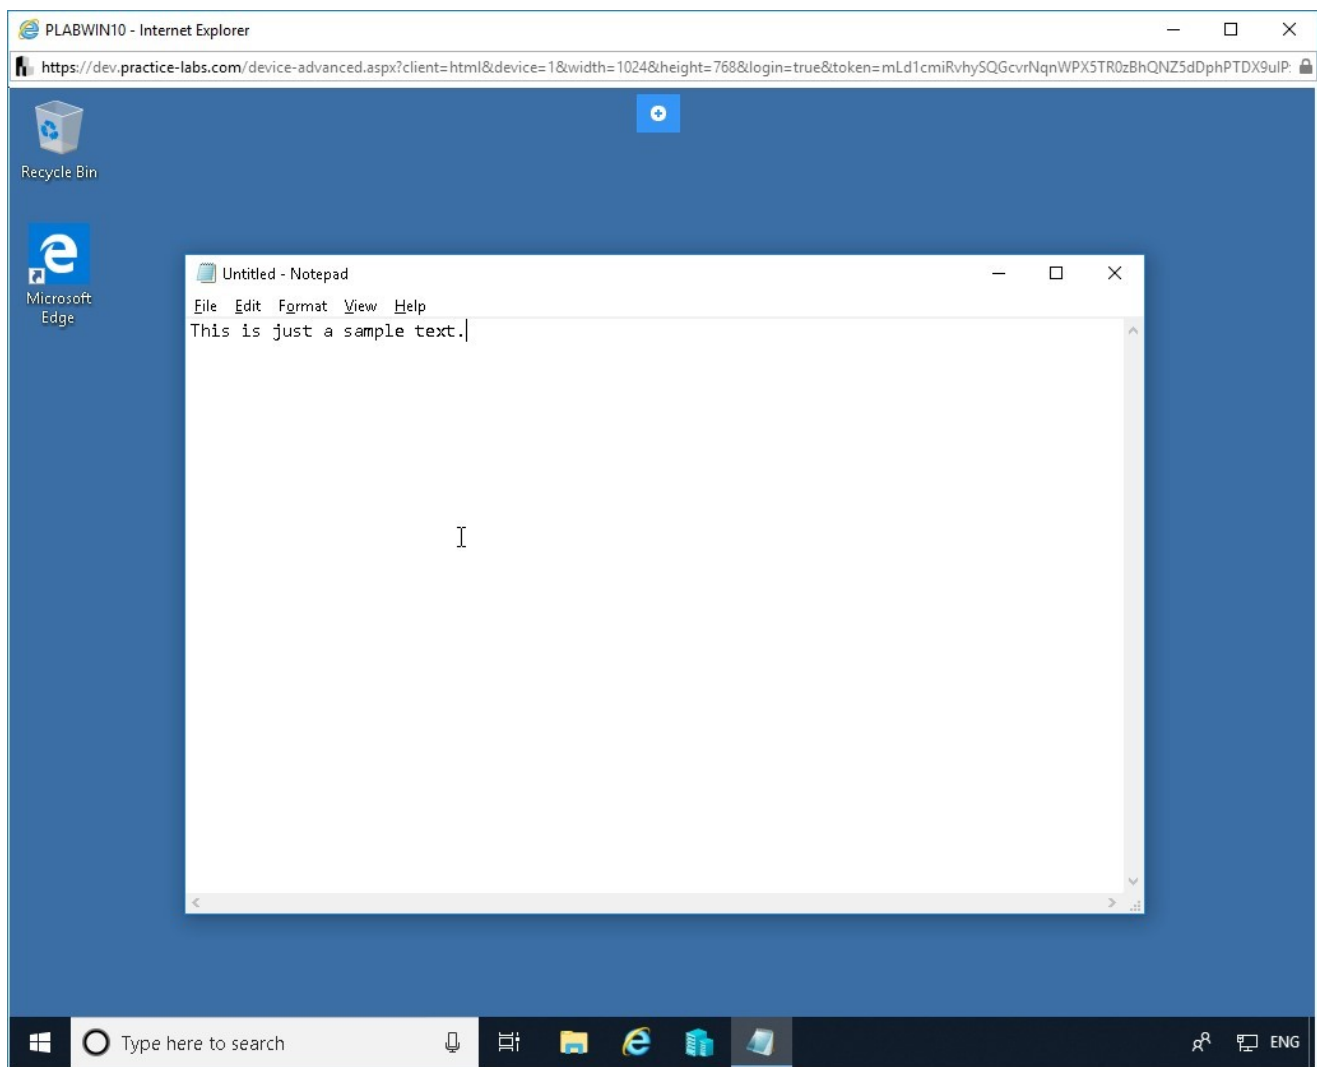 PLABWIN10 - Internet Explorer
https://dev.practice-labs.com/device-advanced.aspx?client=html&device=1&width=1024&height=768&login=true&token=mLd1cmiRvhySQGcvrNqnWPX5TR0zBhQNZ5dDphPTDX9uIP:
Recycle Bin
Microsoft
Edge
Untitled - Notepad
File Edit Format View Help
This is just a sample text.
Type here to search
ENG